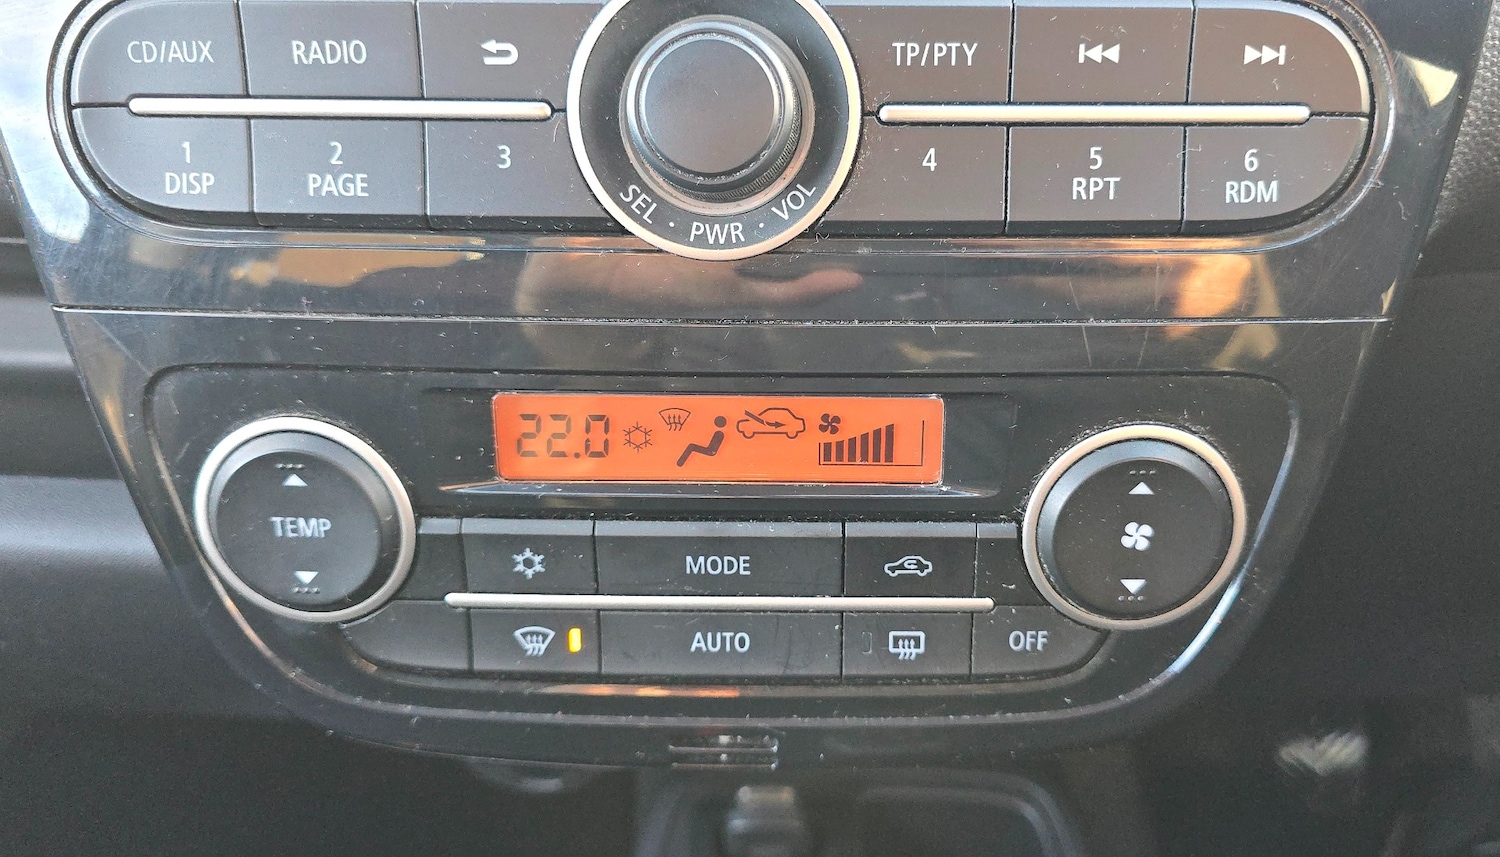 CD/AUX RADIO TP/PTY
1 2 3 4 5 6
DISP PAGE RPT RDM
SEL · PWR · VOL
22.0
TEMP
MODE
AUTO OFF